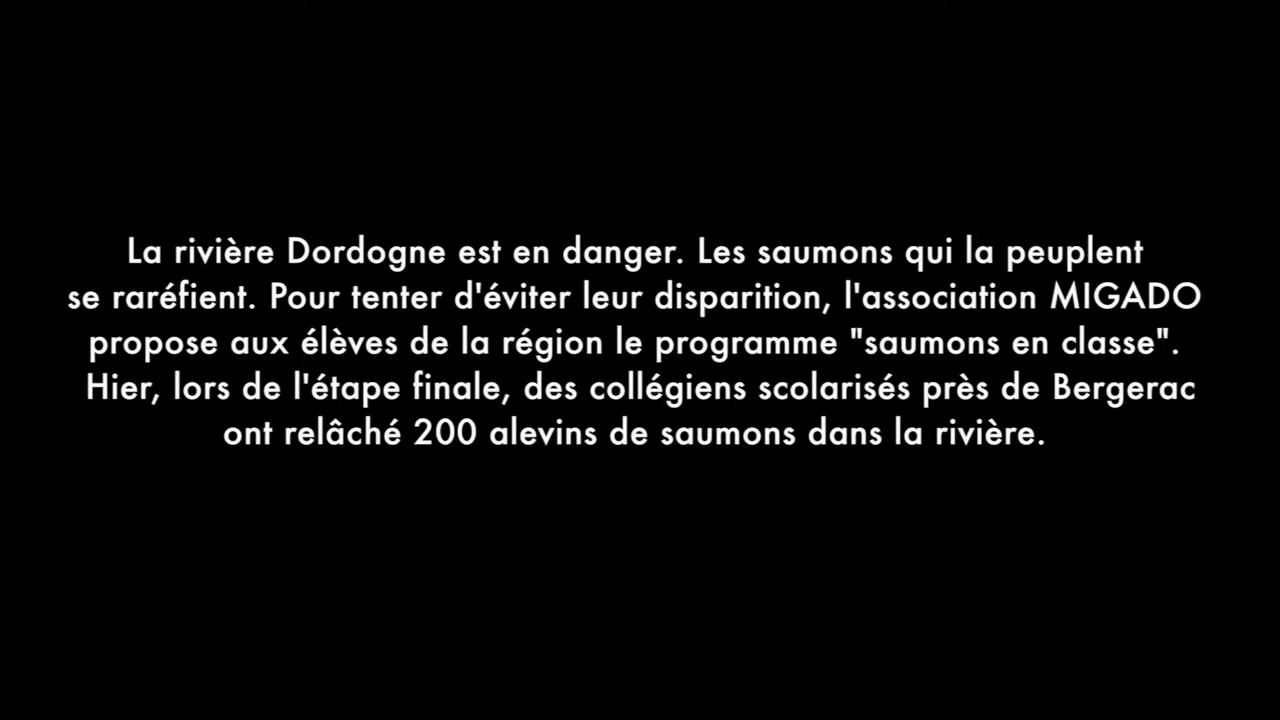 La rivière Dordogne est en danger. Les saumons qui la peuplent
se raréfient. Pour tenter d'éviter leur disparition, l'association MIGADO
propose aux élèves de la région le programme "saumons en classe".
Hier, lors de l'étape finale, des collégiens scolarisés près de Bergerac
ont relâché 200 alevins de saumons dans la rivière.